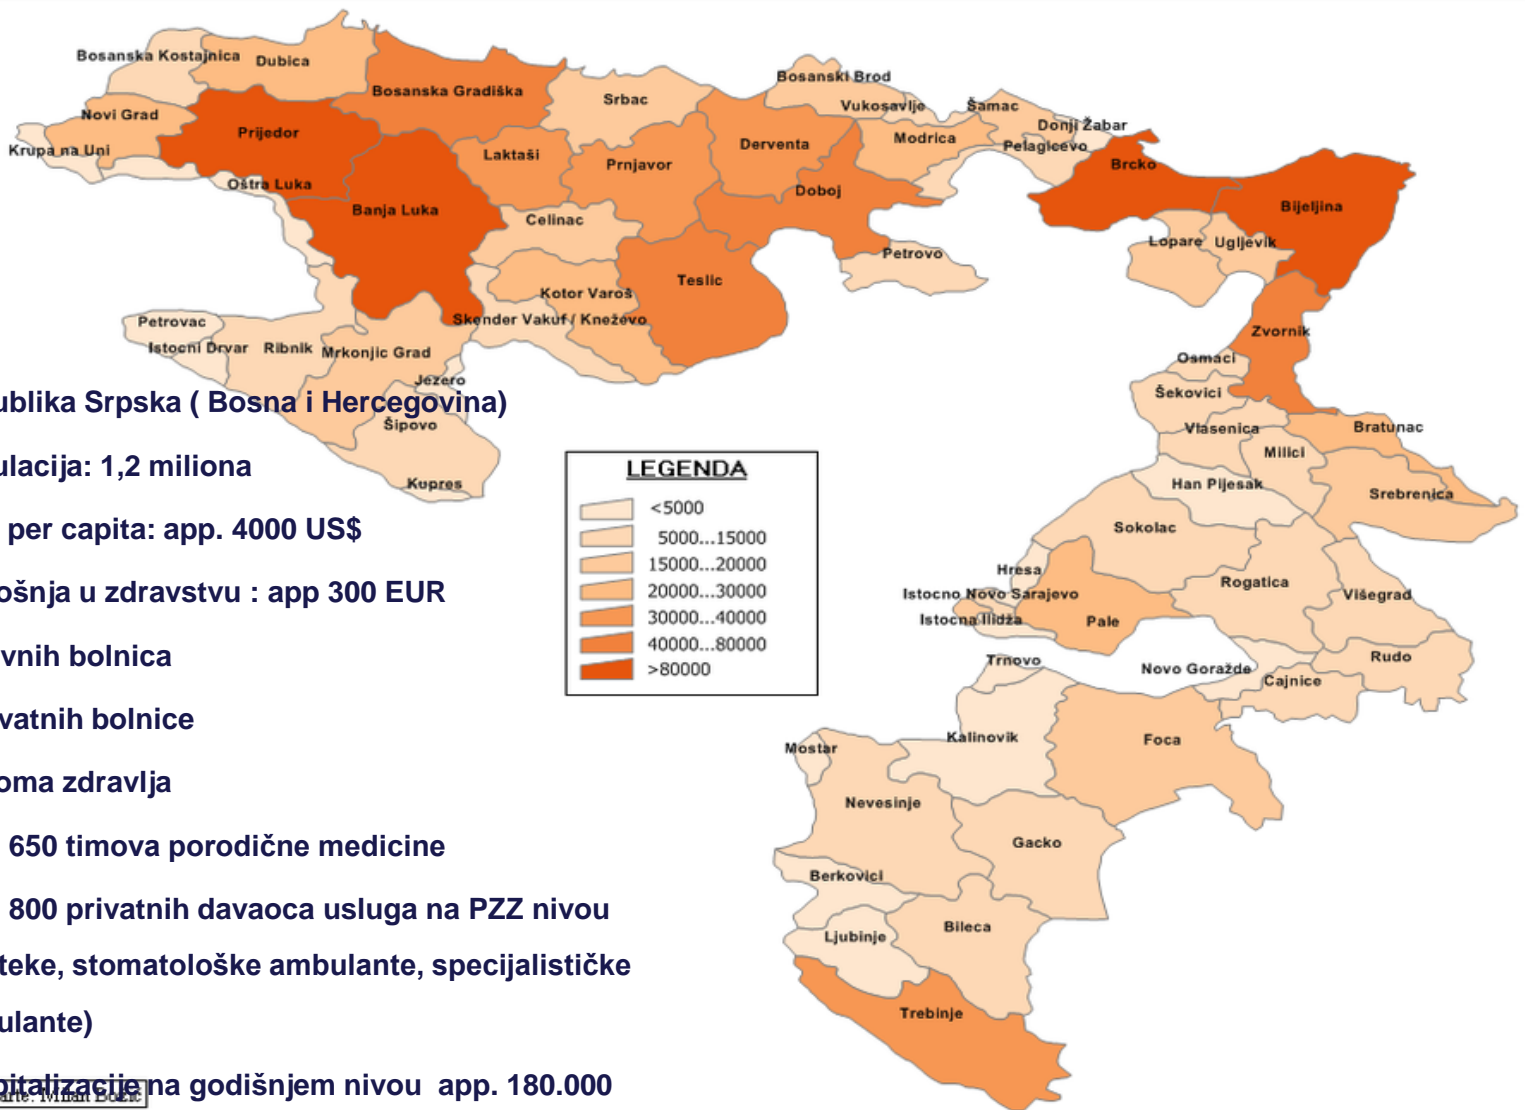 Bosanska Kostajnica
Dubica
Bosanska Gradiška
Srbac
Bosanski Brod
Vukosavlje
Šamac
Donji Žabar
Novi Grad
Prijedor
Krupa na Uni
Laktaši
Prnjavor
Derventa
Modrica
Pelagicevo
Brcko
Oštra Luka
Banja Luka
Celinac
Doboj
Bijeljina
Lopare
Ugljevik
Petrovo
Teslic
Kotor Varoš
Skender Vakuf / Kneževo
Zvornik
Petrovac
Istocni Drvar
Ribnik
Mrkonjic Grad
Jezero
Osmaci
Šekovici
Šipovo
Vlasenica
Bratunac
Milici
Kupres
Han Pijesak
Srebrenica
Sokolac
Hresa
Rogatica
Višegrad
Istocno Novo Sarajevo
Istocna Ilidža
Pale
Trnovo
Novo Goražde
Rudo
Cajnice
Kalinovik
Foca
Mostar
Nevesinje
Gacko
Berkovici
Ljubinje
Bileca
Trebinje
ublika Srpska ( Bosna i Hercegovina)
ulacija: 1,2 miliona
per capita: app. 4000 US$
ošnja u zdravstvu : app 300 EUR
vnih bolnica
vatnih bolnice
oma zdravlja
650 timova porodične medicine
800 privatnih davaoca usluga na PZZ nivou
teke, stomatološke ambulante, specijalističke
ulante)
pitalizacije na godišnjem nivou app. 180.000
LEGENDA
<5000
5000...15000
15000...20000
20000...30000
30000...40000
40000...80000
>80000